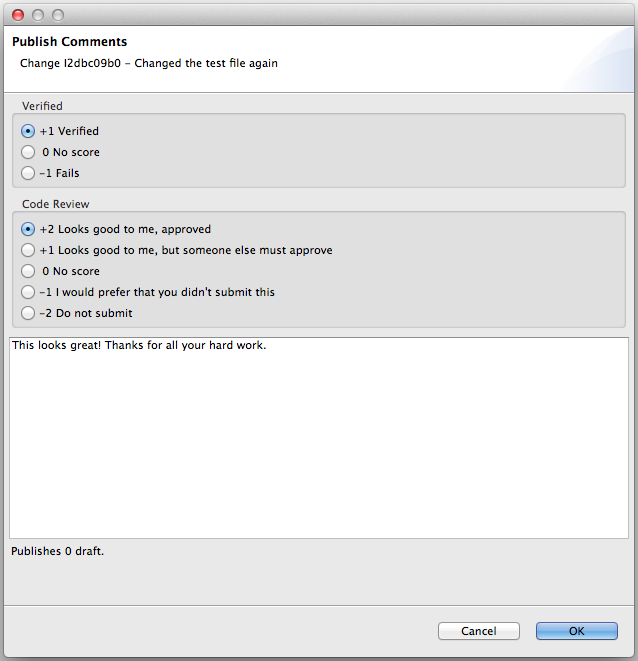 Publish Comments
Change I2dbc09b0 - Changed the test file again
Verified
+1 Verified
0 No score
-1 Fails
Code Review
+2 Looks good to me, approved
+1 Looks good to me, but someone else must approve
0 No score
-1 I would prefer that you didn't submit this
-2 Do not submit
This looks great! Thanks for all your hard work.
Publishes 0 draft.
Cancel
OK